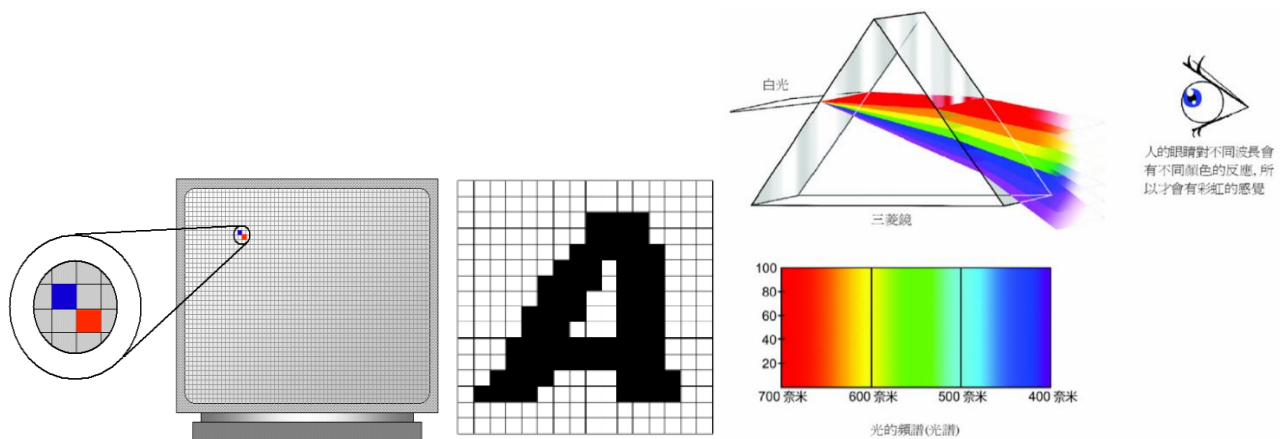 白光
三菱鏡
人的眼睛對不同波長會
有不同顏色的反應, 所
以才會有彩虹的感覺
100
80
60
40
20
700 奈米
600 奈米
500 奈米
400 奈米
光的頻譜(光譜)